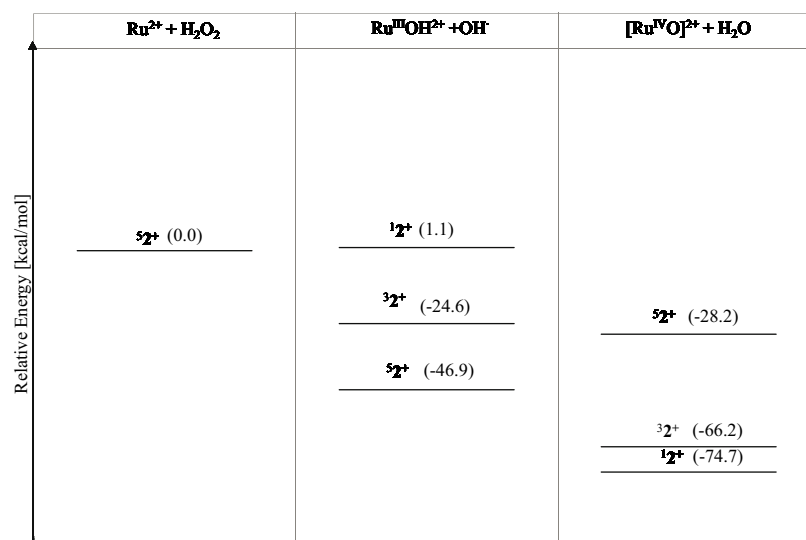 Ru²⁺ + H₂O₂
RuᴵᴵᴵOH²⁺ +OH⁻
[RuᴵⱽO]²⁺ + H₂O
Relative Energy [kcal/mol]
⁵2⁺ (0.0)
¹2⁺ (1.1)
³2⁺ (-24.6)
⁵2⁺ (-46.9)
⁵2⁺ (-28.2)
³2⁺ (-66.2)
¹2⁺ (-74.7)